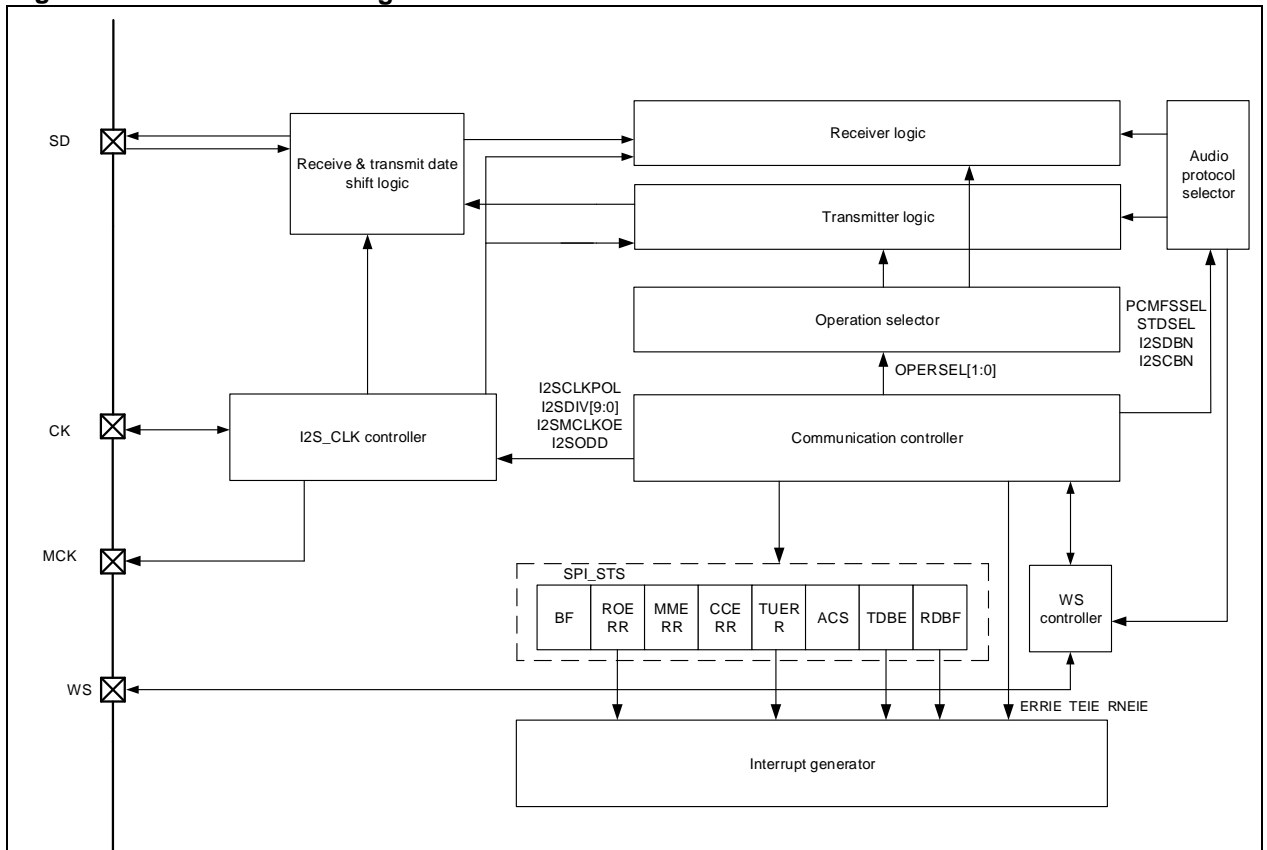 SD
Receive & transmit date
shift logic
Receiver logic
Audio
protocol
selector
Transmitter logic
Operation selector
PCMFSSEL
STDSEL
I2SDBN
I2SCBN
OPERSEL[1:0]
I2SCLKPOL
I2SDIV[9:0]
I2SMCLKOE
I2SODD
CK
I2S_CLK controller
Communication controller
MCK
SPI_STS
BF
ROE
RR
MME
RR
CCE
RR
TUER
R
ACS
TDBE
RDBF
WS
controller
WS
ERRIE TEIE RNEIE
Interrupt generator